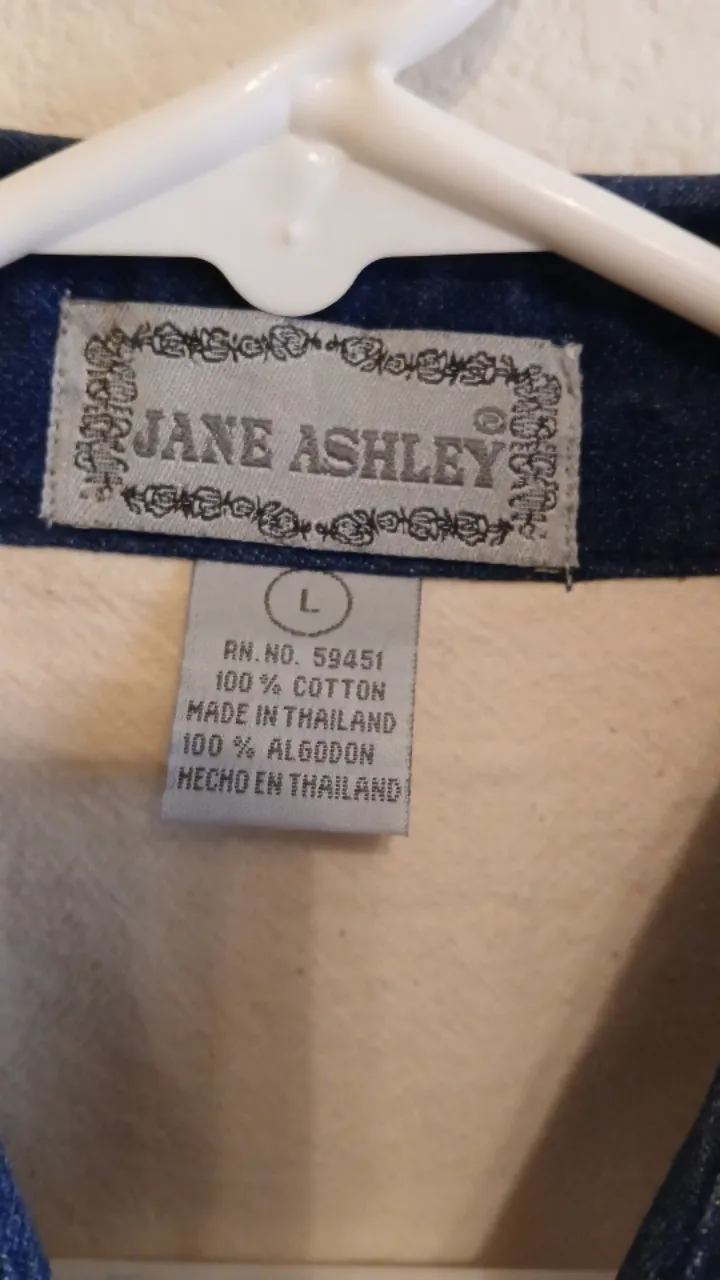 JANE ASHLEY ©
L
RN. NO. 59451
100 % COTTON
MADE IN THAILAND
100 % ALGODON
HECHO EN THAILAND